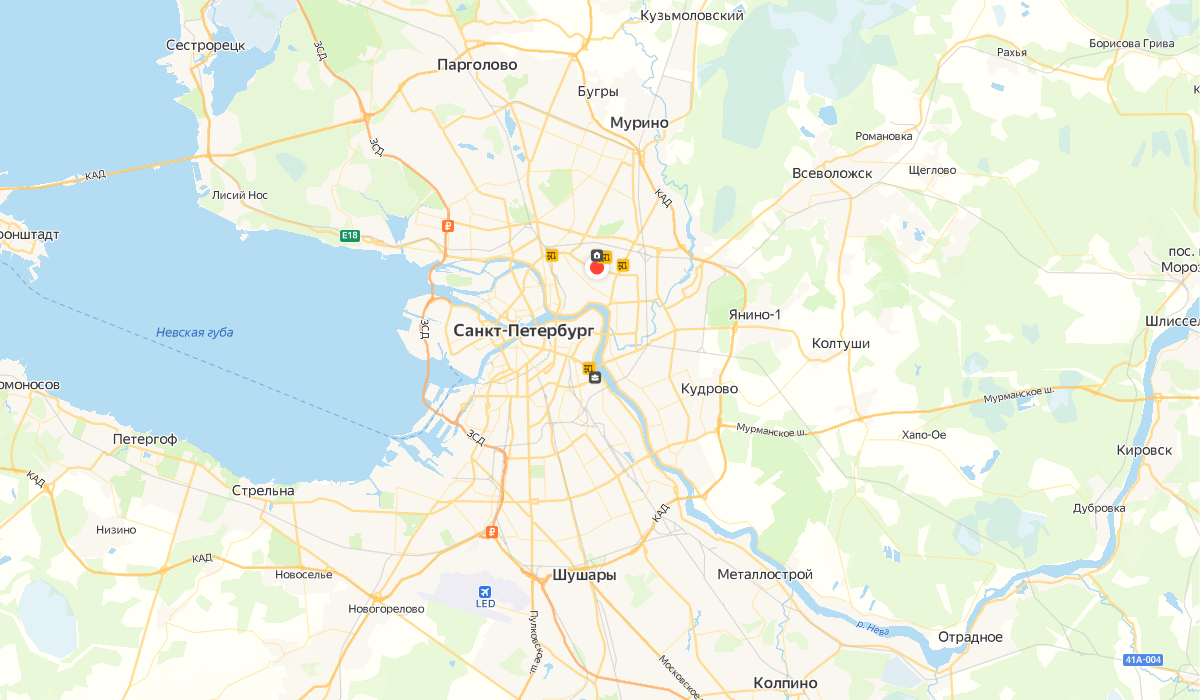 Кузьмоловский
Сестрорецк
ЗСД
Борисова Грива
Рахья
Парголово
Бугры
Мурино
Романовка
ЗСД
Всеволожск
Щеглово
КАД
Лисий Нос
КАД
ронштадт
E18
пос.
Мороз
Янино-1
Шлиссел
Невская губа
ЗСД
Санкт-Петербург
Колтуши
омоносов
Кудрово
Мурманское ш.
Петергоф
ЗСД
Мурманское ш.
Хапо-Ое
Кировск
КАД
Стрельна
Дубровка
КАД
Низино
КАД
Новоселье
Шушары
Металлострой
LED
Новогорелово
Пулковское ш.
р. Нева
Отрадное
Московское
41А-004
Колпино